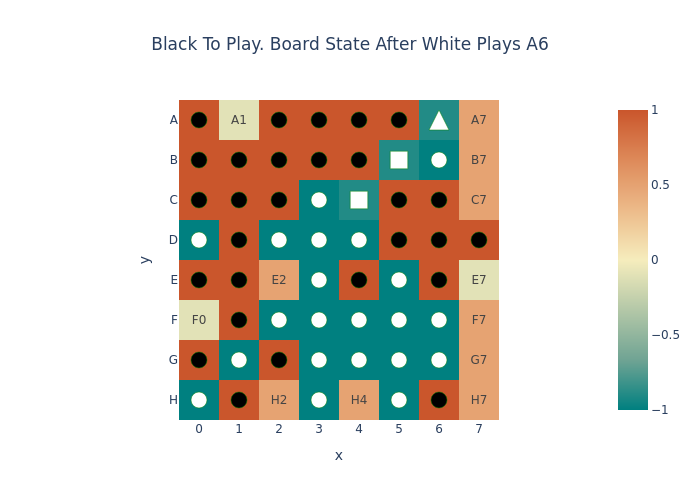 Black To Play. Board State After White Plays A6
A A1 A7 1
B B7
C C7 0.5
D
E E2 E7 0
F F0 F7
G G7 −0.5
H H2 H4 H7 −1
0 1 2 3 4 5 6 7
x
y